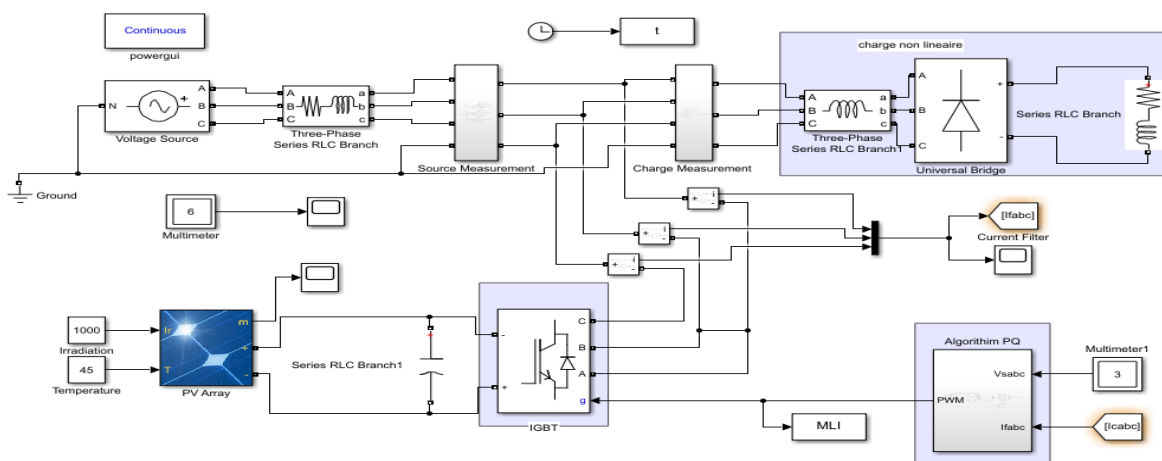 Continuous
powergui
t
charge non lineaire
N
A
B
C
Voltage Source
A
B
C
a
b
c
Three-Phase
Series RLC Branch
Source Measurement
Charge Measurement
A
B
C
a
b
c
Three-Phase
Series RLC Branch1
A
B
C
+
-
Universal Bridge
Series RLC Branch
+
Ground
6
Multimeter
+ i -
+ i -
+ i -
[Ifabc]
Current Filter
1000
Irradiation
45
Temperature
Ir
T
m
+
-
PV Array
Series RLC Branch1
+
-
+
C
B
A
g
IGBT
MLI
Algorithim PQ
PWM
Vsabc
Ifabc
Multimeter1
3
[Icabc]